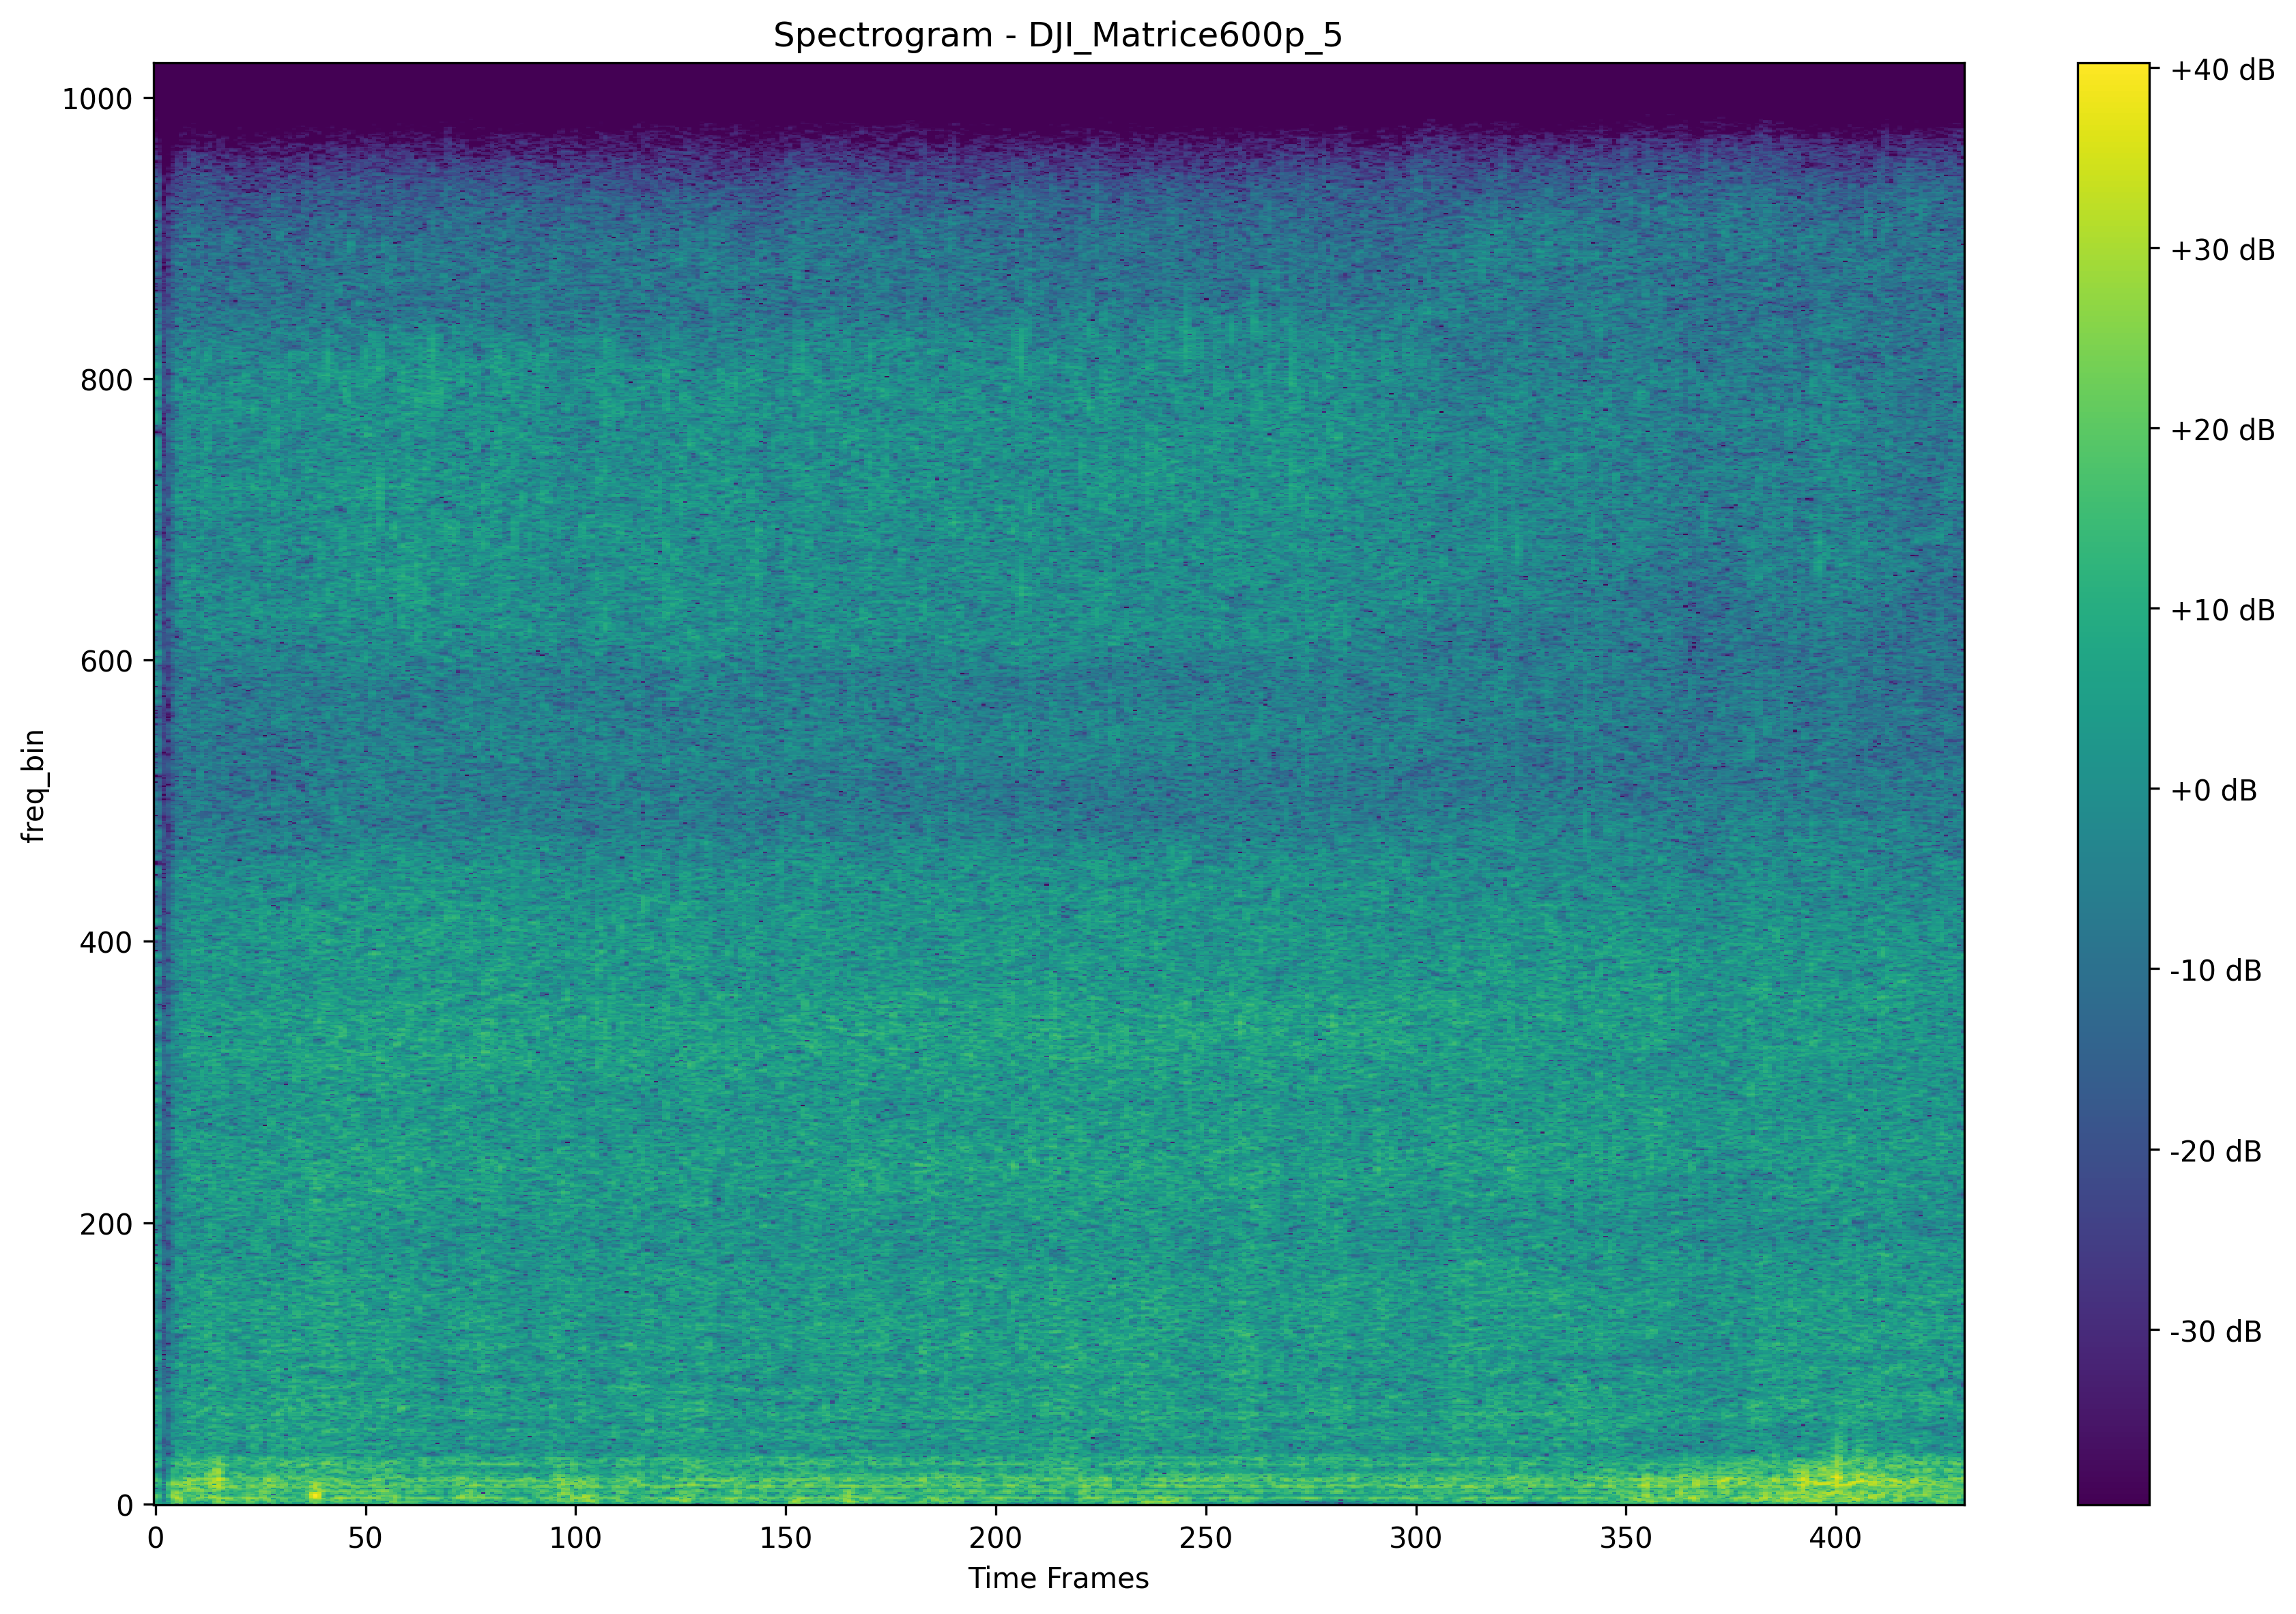 Spectrogram - DJI_Matrice600p_5
freq_bin
1000
800
600
400
200
0
0 50 100 150 200 250 300 350 400
Time Frames
+40 dB
+30 dB
+20 dB
+10 dB
+0 dB
-10 dB
-20 dB
-30 dB